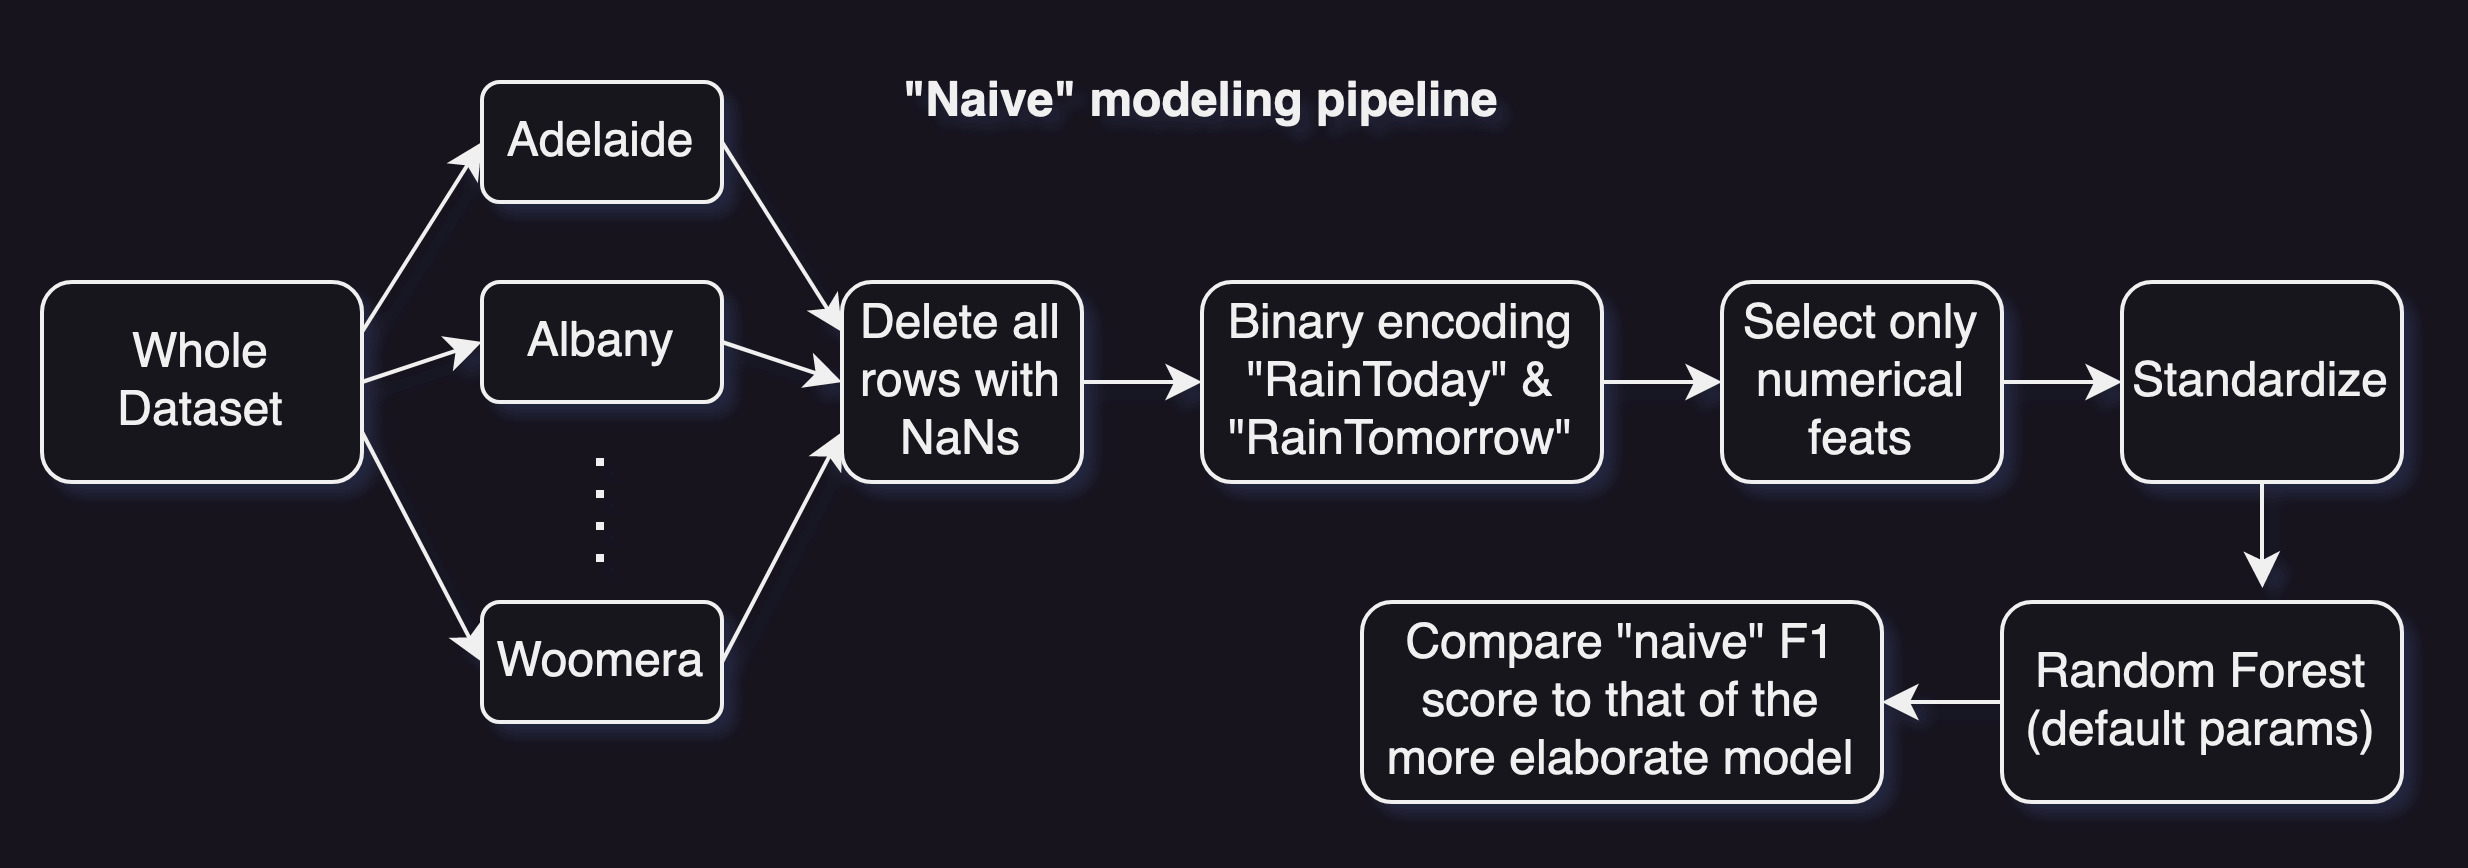 "Naive" modeling pipeline
Whole
Dataset
Adelaide
Albany
Woomera
Delete all
rows with
NaNs
Binary encoding
"RainToday" &
"RainTomorrow"
Select only
numerical
feats
Standardize
Random Forest
(default params)
Compare "naive" F1
score to that of the
more elaborate model